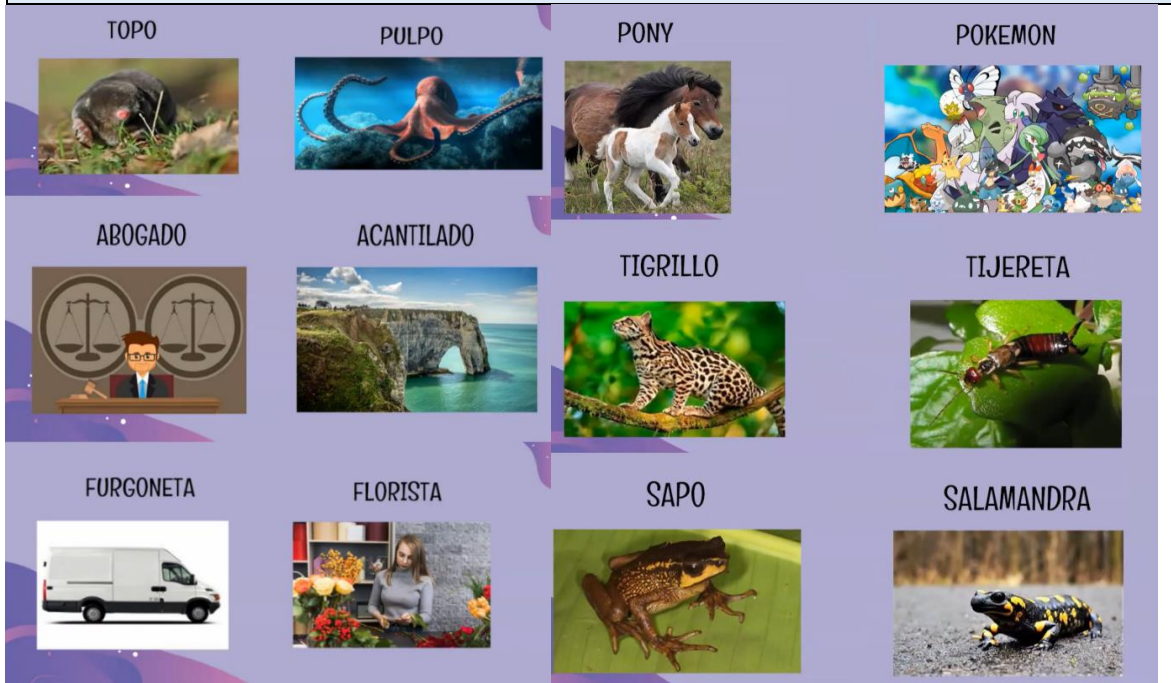 TOPO
PULPO
PONY
POKEMON
ABOGADO
ACANTILADO
TIGRILLO
TIJERETA
FURGONETA
FLORISTA
SAPO
SALAMANDRA